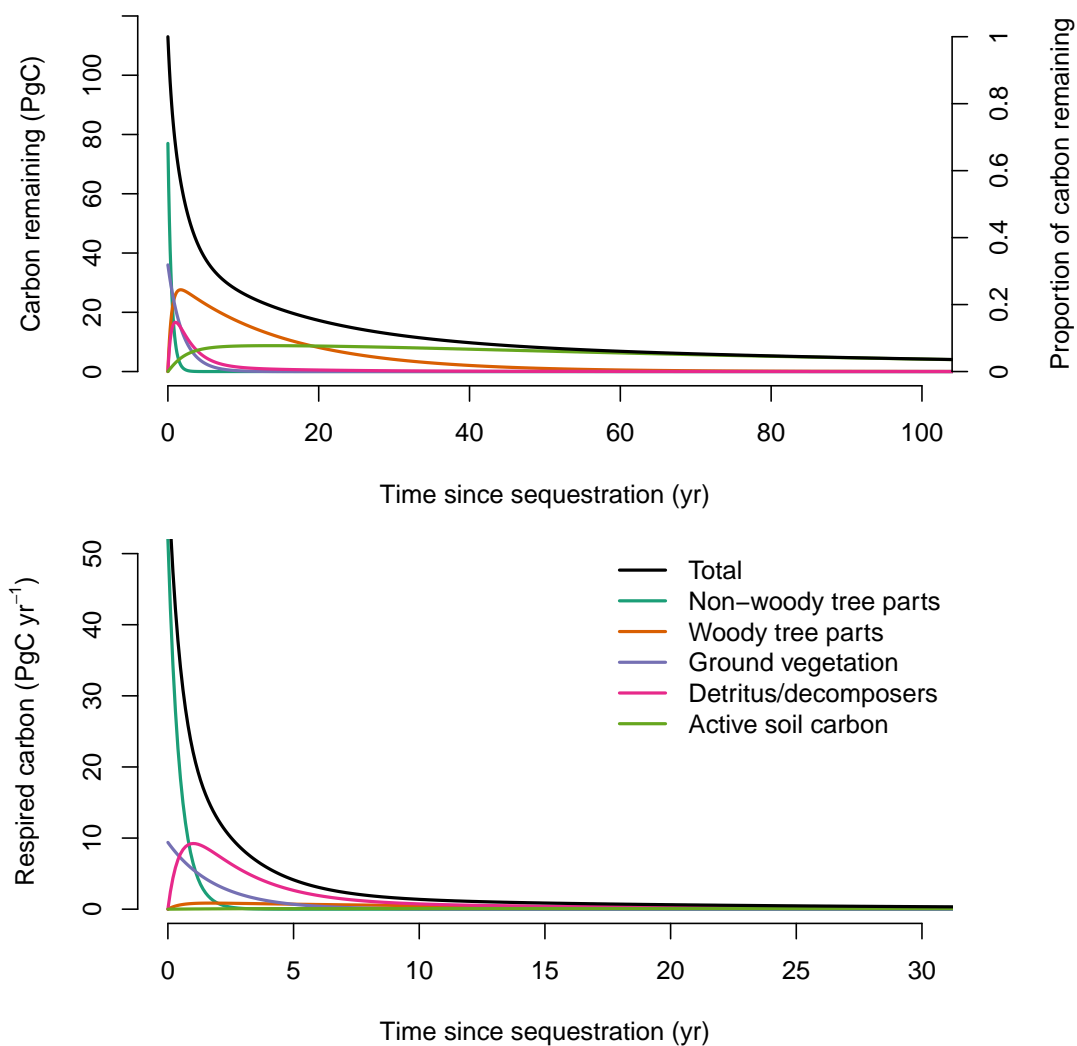 Carbon remaining (PgC)
0
20
40
60
80
100
Proportion of carbon remaining
0
0.2
0.4
0.6
0.8
1
0 20 40 60 80 100
Time since sequestration (yr)
Respired carbon (PgC yr⁻¹)
0
10
20
30
40
50
Total
Non−woody tree parts
Woody tree parts
Ground vegetation
Detritus/decomposers
Active soil carbon
0 5 10 15 20 25 30
Time since sequestration (yr)